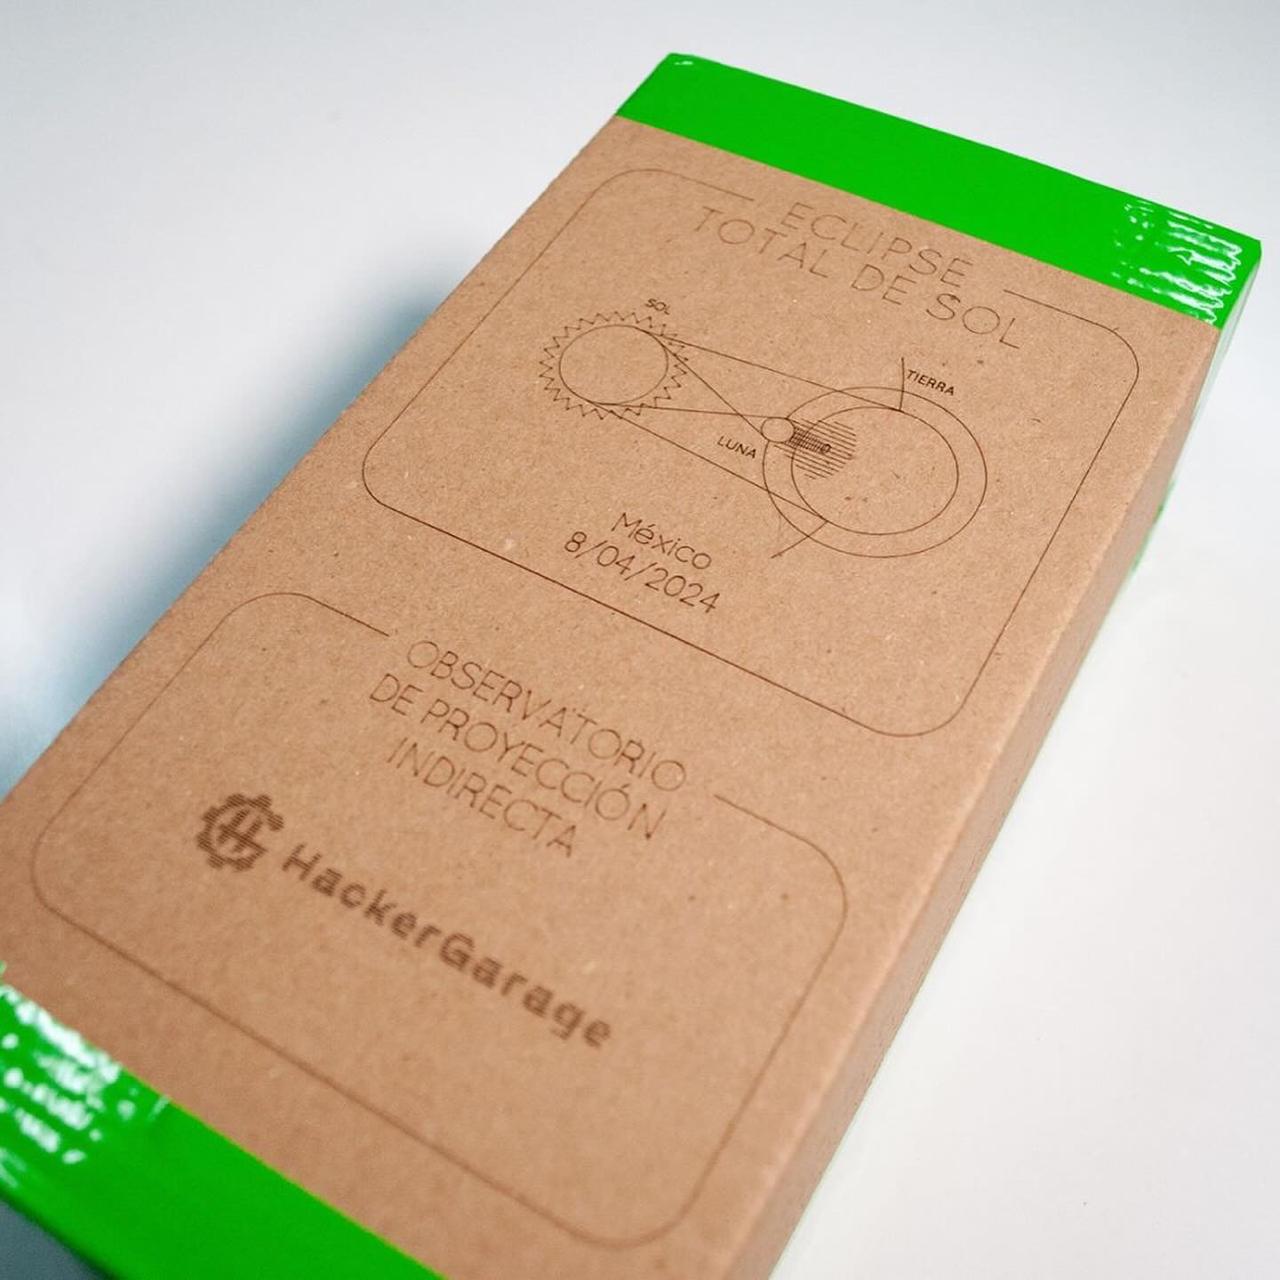 ECLIPSE
TOTAL DE SOL
SOL
TIERRA
LUNA
México
8/04/2024
OBSERVATORIO
DE PROYECCIÓN
INDIRECTA
HackerGarage